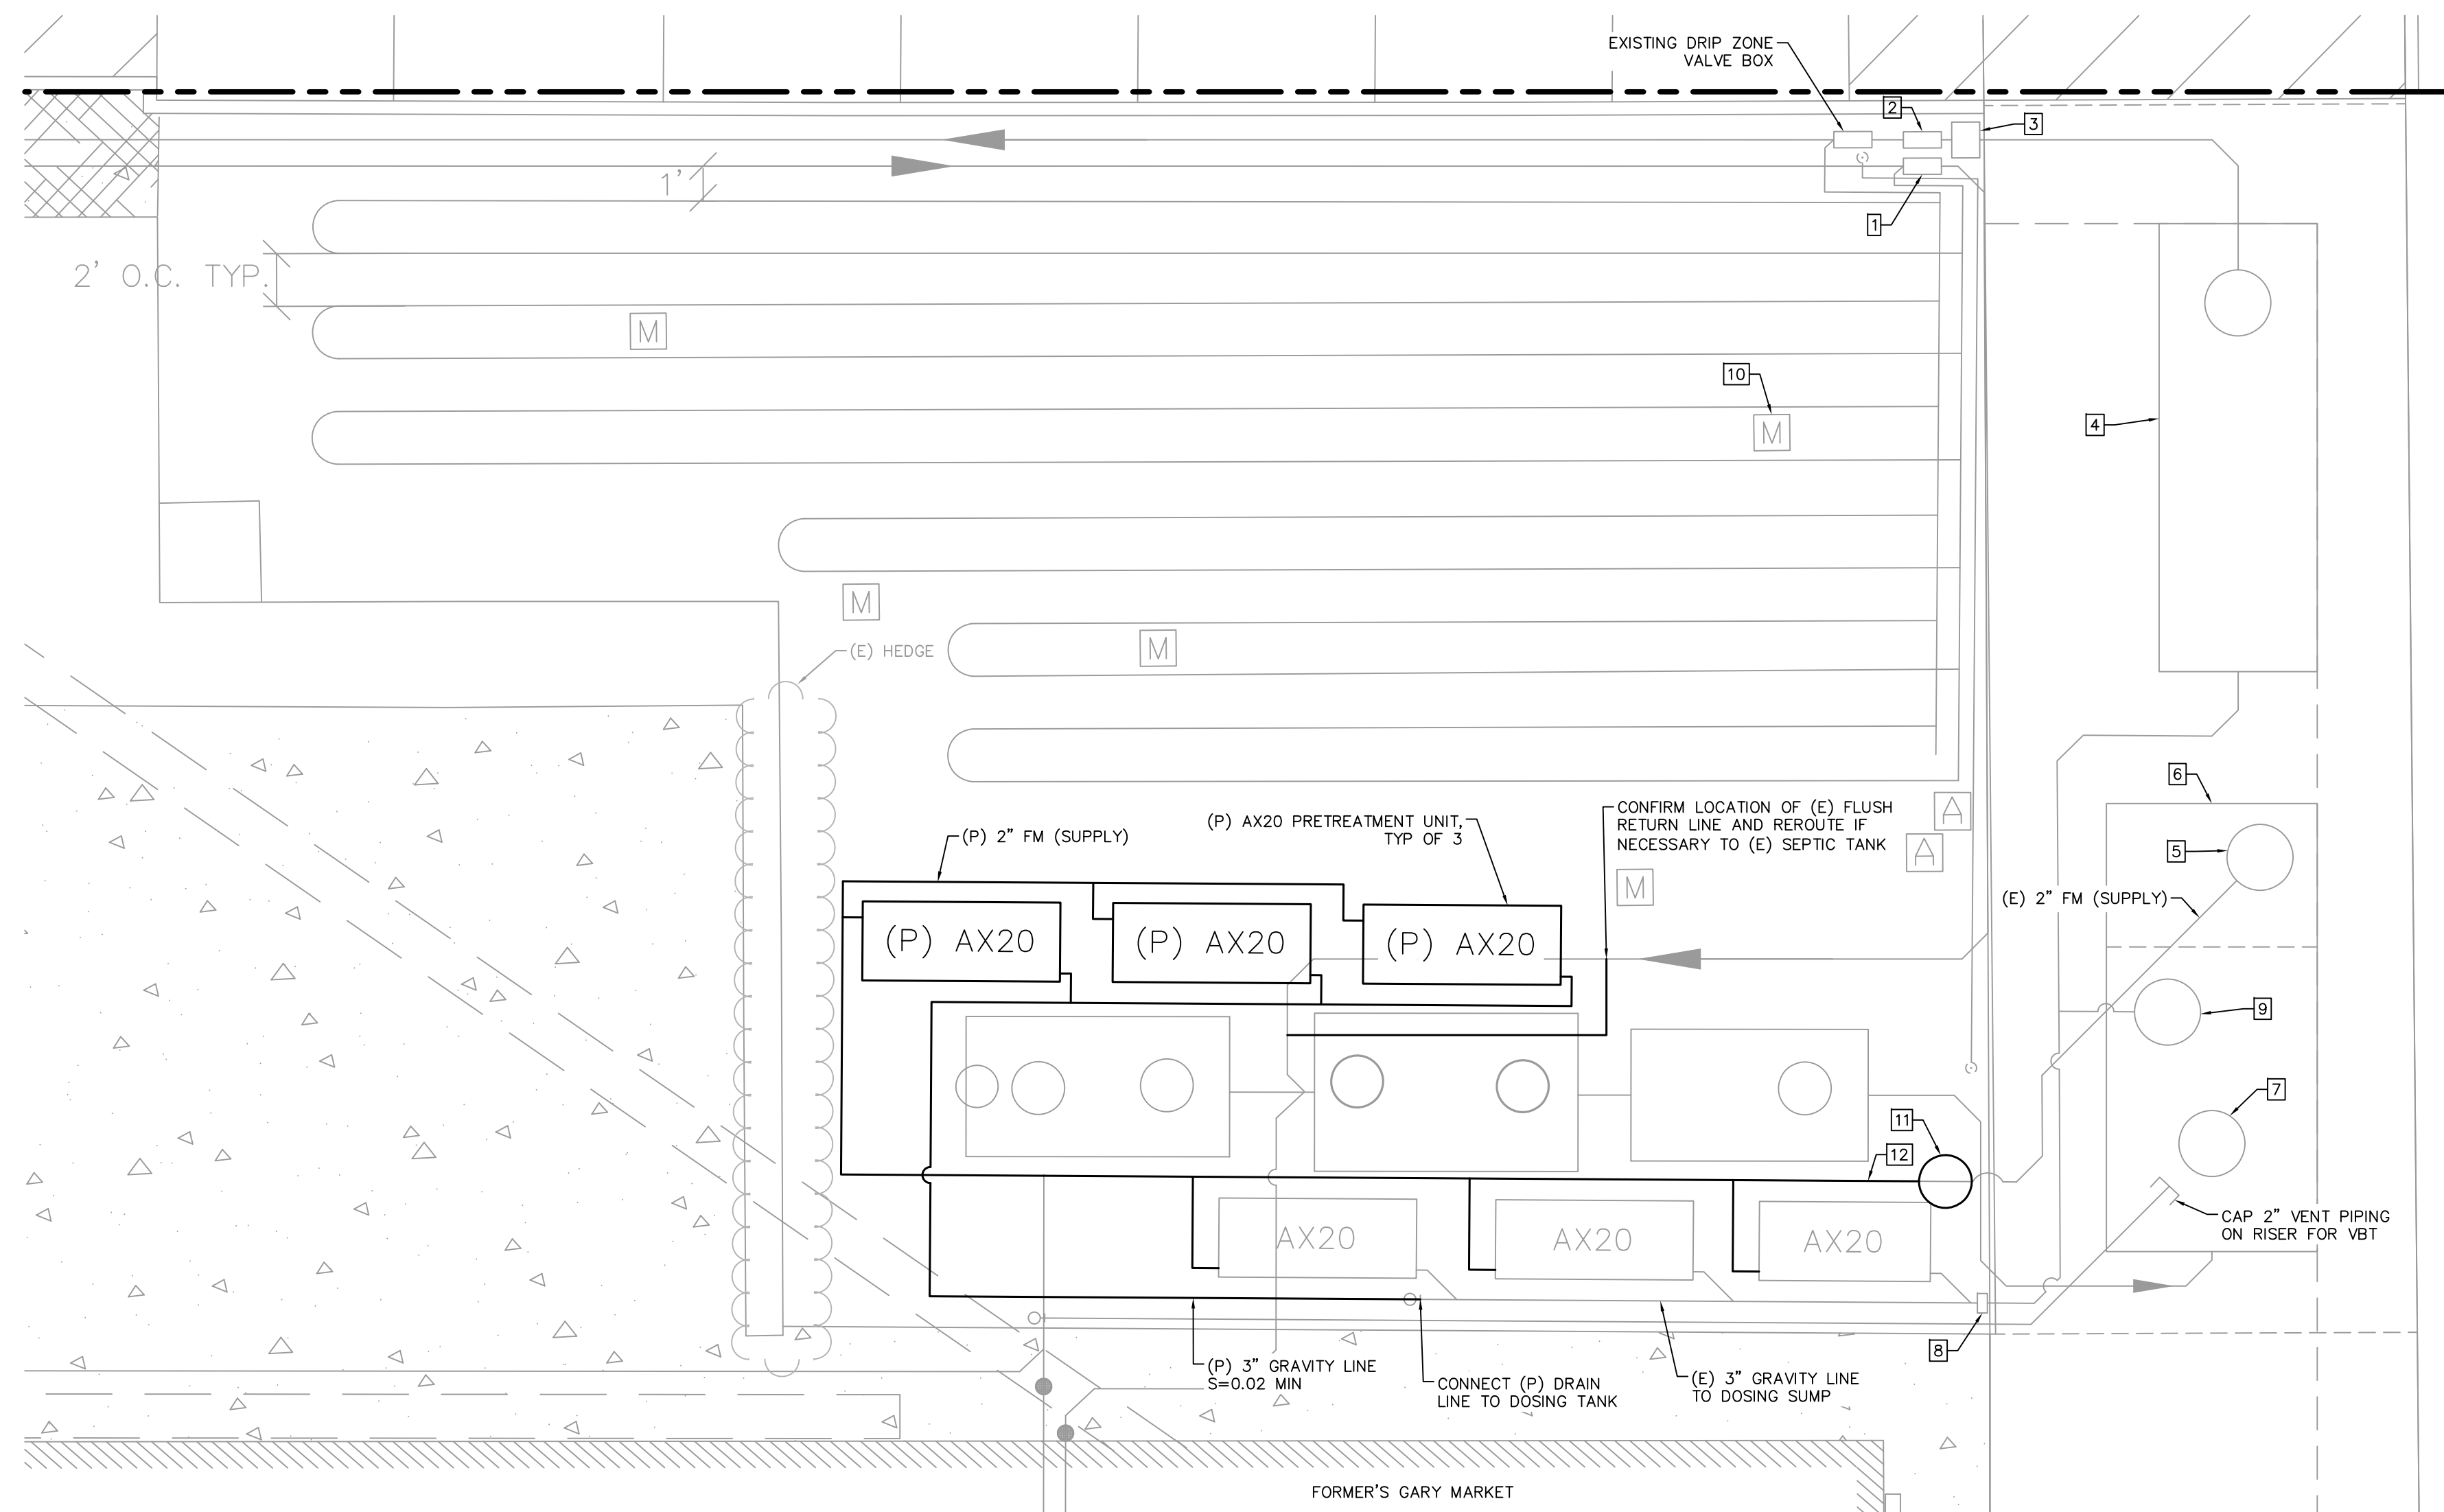 EXISTING DRIP ZONE
VALVE BOX
2
3
1'
1
2' O.C. TYP.
M
10
M
4
M
(E) HEDGE
M
6
A
A
M
5
(P) 2" FM (SUPPLY)
(P) AX20 PRETREATMENT UNIT,
TYP OF 3
CONFIRM LOCATION OF (E) FLUSH
RETURN LINE AND REROUTE IF
NECESSARY TO (E) SEPTIC TANK
(E) 2" FM (SUPPLY)
(P) AX20
(P) AX20
(P) AX20
9
7
11
12
AX20
AX20
AX20
CAP 2" VENT PIPING
ON RISER FOR VBT
8
(P) 3" GRAVITY LINE
S=0.02 MIN
CONNECT (P) DRAIN
LINE TO DOSING TANK
(E) 3" GRAVITY LINE
TO DOSING SUMP
FORMER'S GARY MARKET